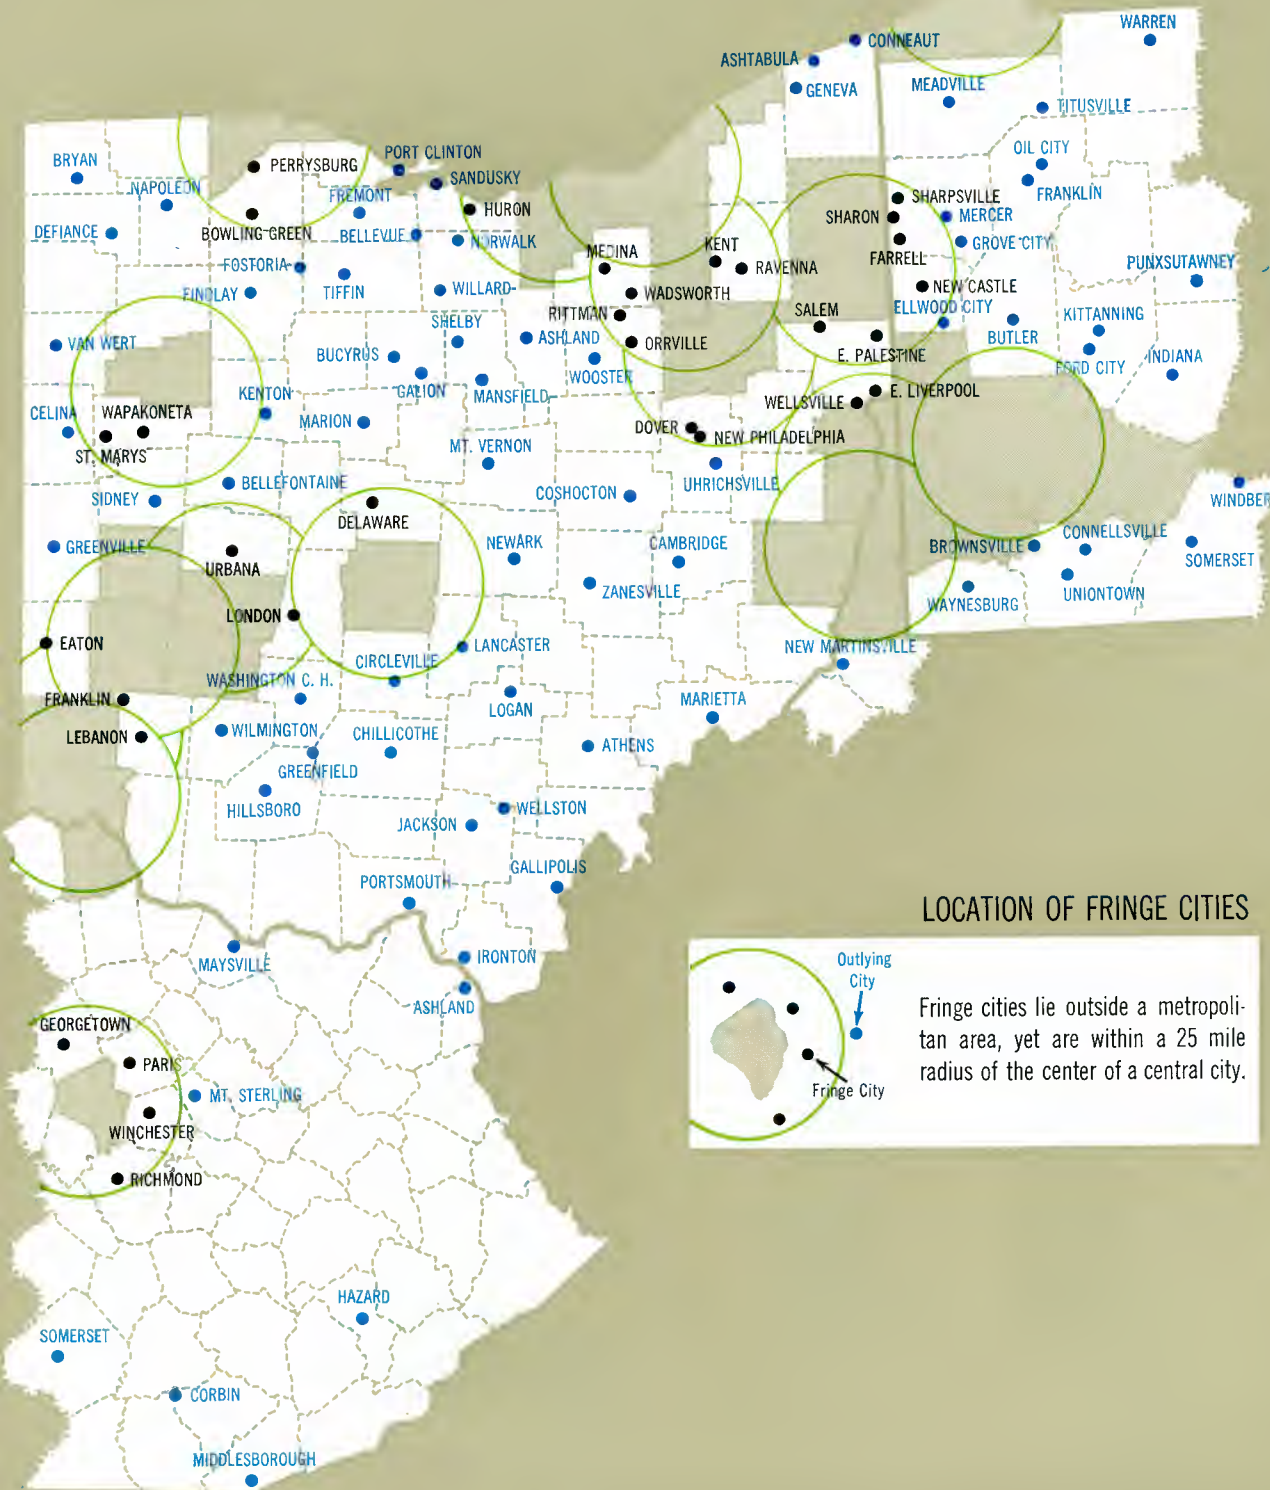 WARREN
CONNEAUT
ASHTABULA
GENEVA
MEADVILLE
TITUSVILLE
OIL CITY
FRANKLIN
BRYAN
PERRYSBURG
PORT CLINTON
SANDUSKY
NAPOLEON
FREMONT
HURON
SHARPSVILLE
SHARON
MERCER
DEFIANCE
BOWLING GREEN
BELLEVUE
NORWALK
MEDINA
KENT
FARRELL
GROVE CITY
FOSTORIA
RAVENNA
PUNXSUTAWNEY
FINDLAY
TIFFIN
WILLARD
WADSWORTH
NEW CASTLE
RITTMAN
SALEM
ELLWOOD CITY
KITTANNING
SHELBY
VAN WERT
BUCYRUS
ASHLAND
ORRVILLE
E. PALESTINE
BUTLER
FORD CITY
INDIANA
WOOSTER
KENTON
GALION
MANSFIELD
WELLSVILLE
E. LIVERPOOL
CELINA
WAPAKONETA
MARION
DOVER
NEW PHILADELPHIA
ST. MARYS
MT. VERNON
BELLEFONTAINE
UHRICHSVILLE
SIDNEY
COSHOCTON
WINDBER
DELAWARE
GREENVILLE
NEWARK
CAMBRIDGE
BROWNSVILLE
CONNELLSVILLE
SOMERSET
URBANA
ZANESVILLE
WAYNESBURG
UNIONTOWN
LONDON
EATON
LANCASTER
NEW MARTINSVILLE
CIRCLEVILLE
WASHINGTON C. H.
FRANKLIN
LOGAN
MARIETTA
LEBANON
WILMINGTON
CHILLICOTHE
ATHENS
GREENFIELD
HILLSBORO
WELLSTON
JACKSON
GALLIPOLIS
PORTSMOUTH
LOCATION OF FRINGE CITIES
MAYSVILLE
IRONTON
Outlying
City
ASHLAND
Fringe cities lie outside a metropoli-
tan area, yet are within a 25 mile
radius of the center of a central city.
Fringe City
GEORGETOWN
PARIS
MT. STERLING
WINCHESTER
RICHMOND
HAZARD
SOMERSET
CORBIN
MIDDLESBOROUGH